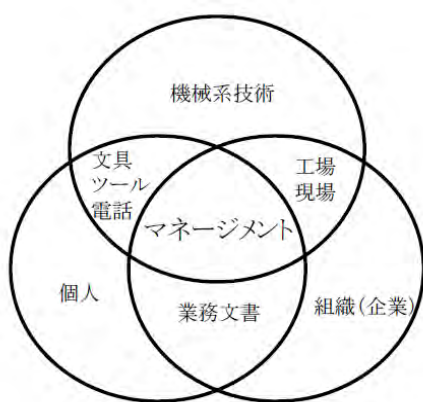 機械系技術
文具
ツール
電話
工場
現場
マネージメント
個人
業務文書
組織(企業)